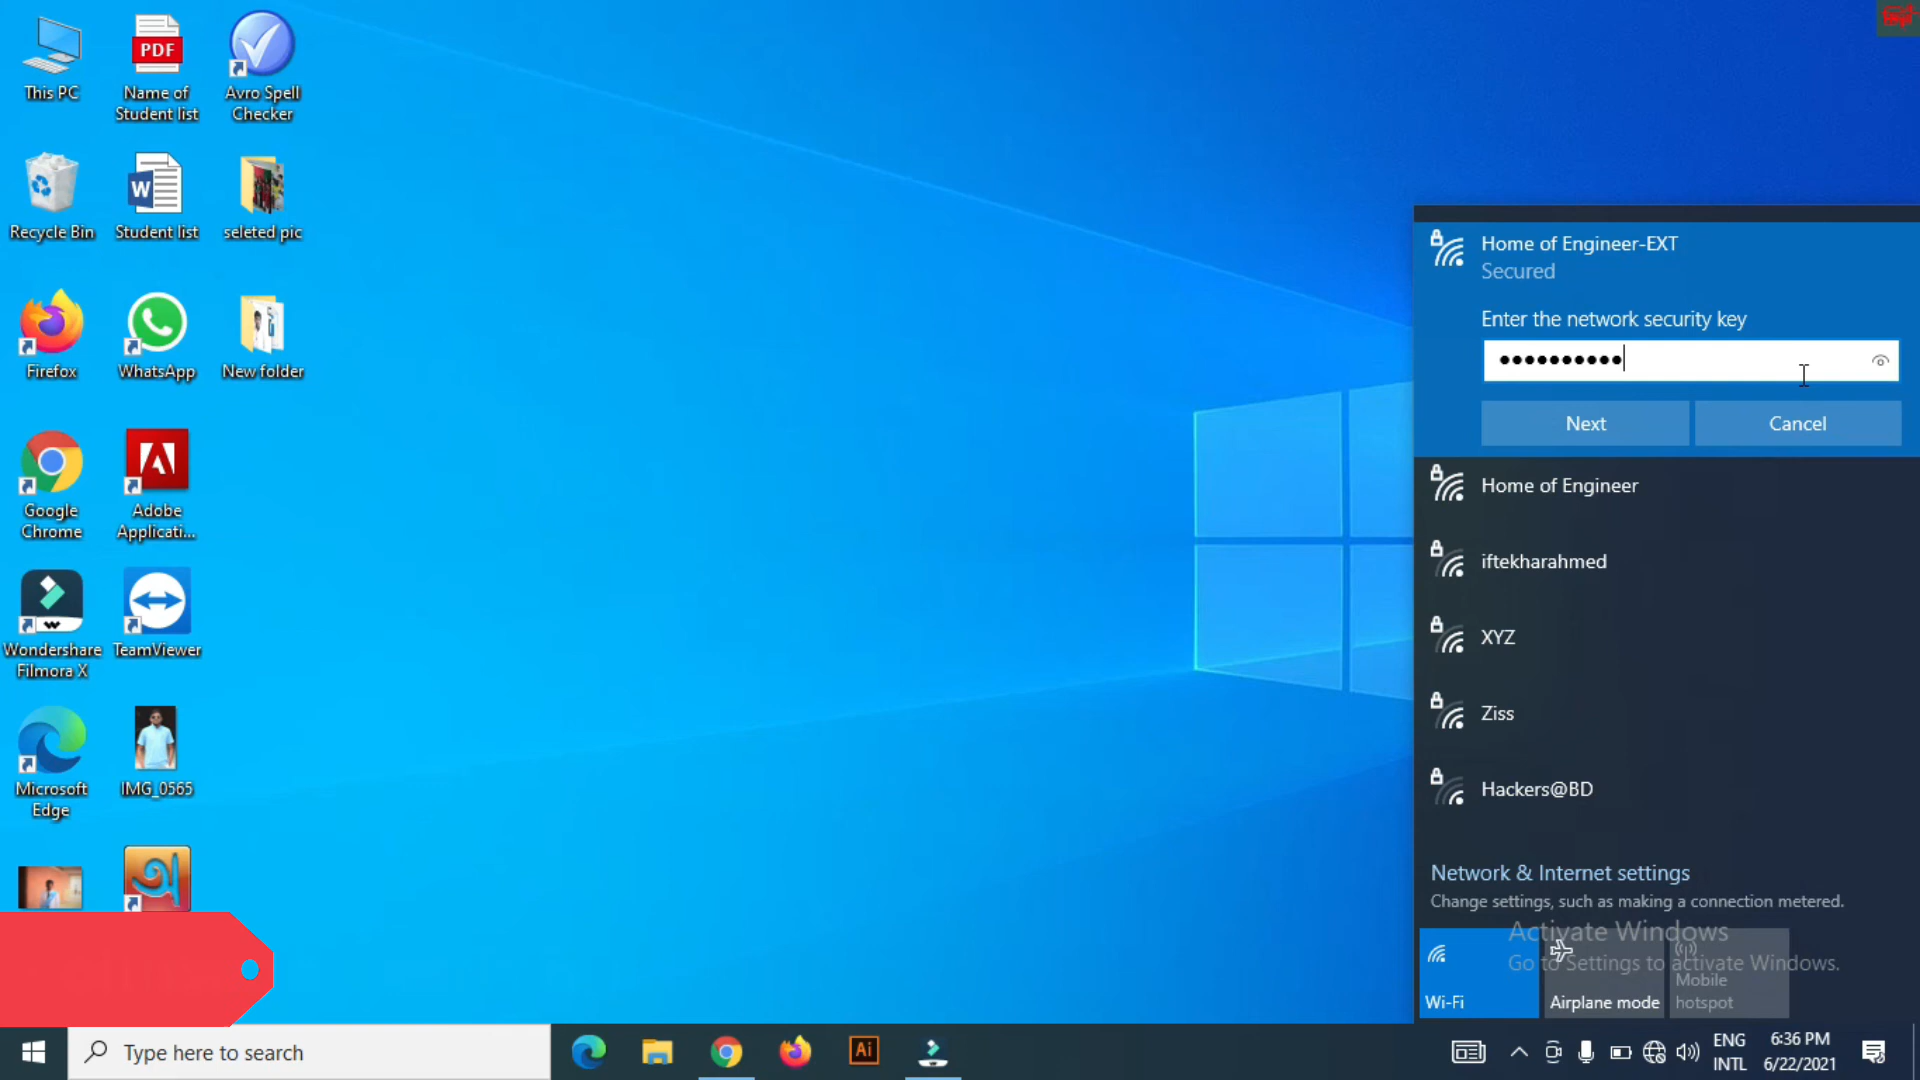 This PC
PDF
Name of
Student list
Avro Spell
Checker
Recycle Bin
W
Student list
seleted pic
Firefox
WhatsApp
New folder
Google
Chrome
Adobe
Applicati...
Wondershare
Filmora X
TeamViewer
Microsoft
Edge
IMG_0565
অ
Home of Engineer-EXT
Secured
Enter the network security key
●●●●●●●●●●
Next
Cancel
Home of Engineer
iftekharahmed
XYZ
Ziss
Hackers@BD
Network & Internet settings
Change settings, such as making a connection metered.
Activate Windows
Go to Settings to activate Windows.
Wi-Fi
Airplane mode
Mobile
hotspot
Type here to search
Ai
ENG
INTL
6:36 PM
6/22/2021